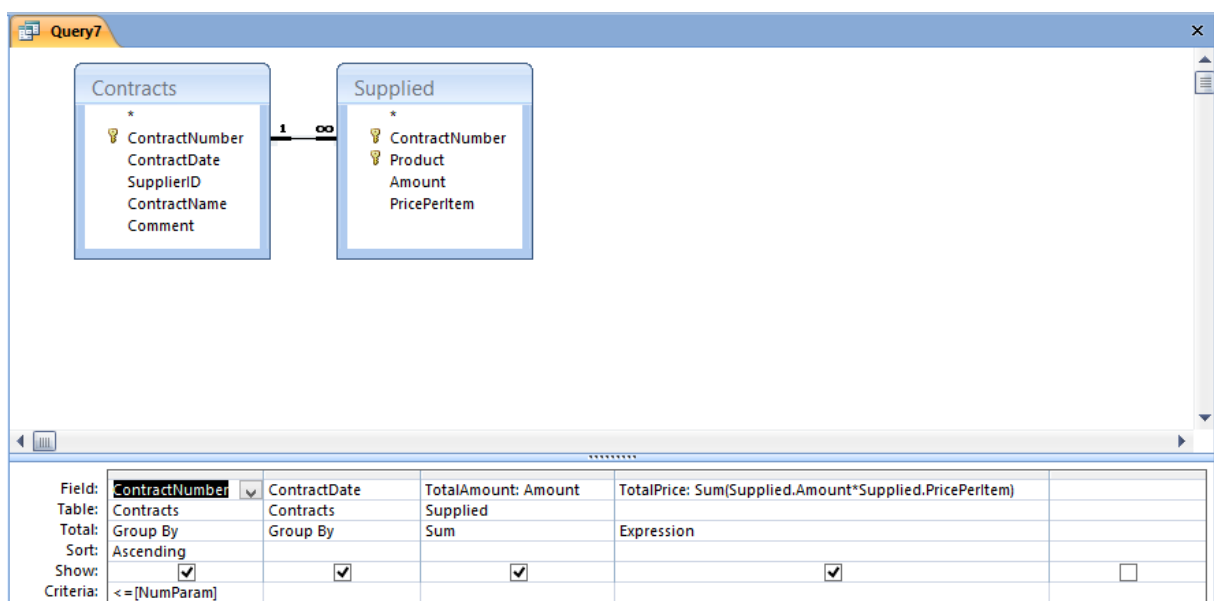 Query7
Contracts
*
ContractNumber
ContractDate
SupplierID
ContractName
Comment
1 ∞
Supplied
*
ContractNumber
Product
Amount
PricePerItem
Field: ContractNumber ContractDate TotalAmount: Amount TotalPrice: Sum(Supplied.Amount*Supplied.PricePerItem)
Table: Contracts Contracts Supplied
Total: Group By Group By Sum Expression
Sort: Ascending
Show:
Criteria: <=[NumParam]